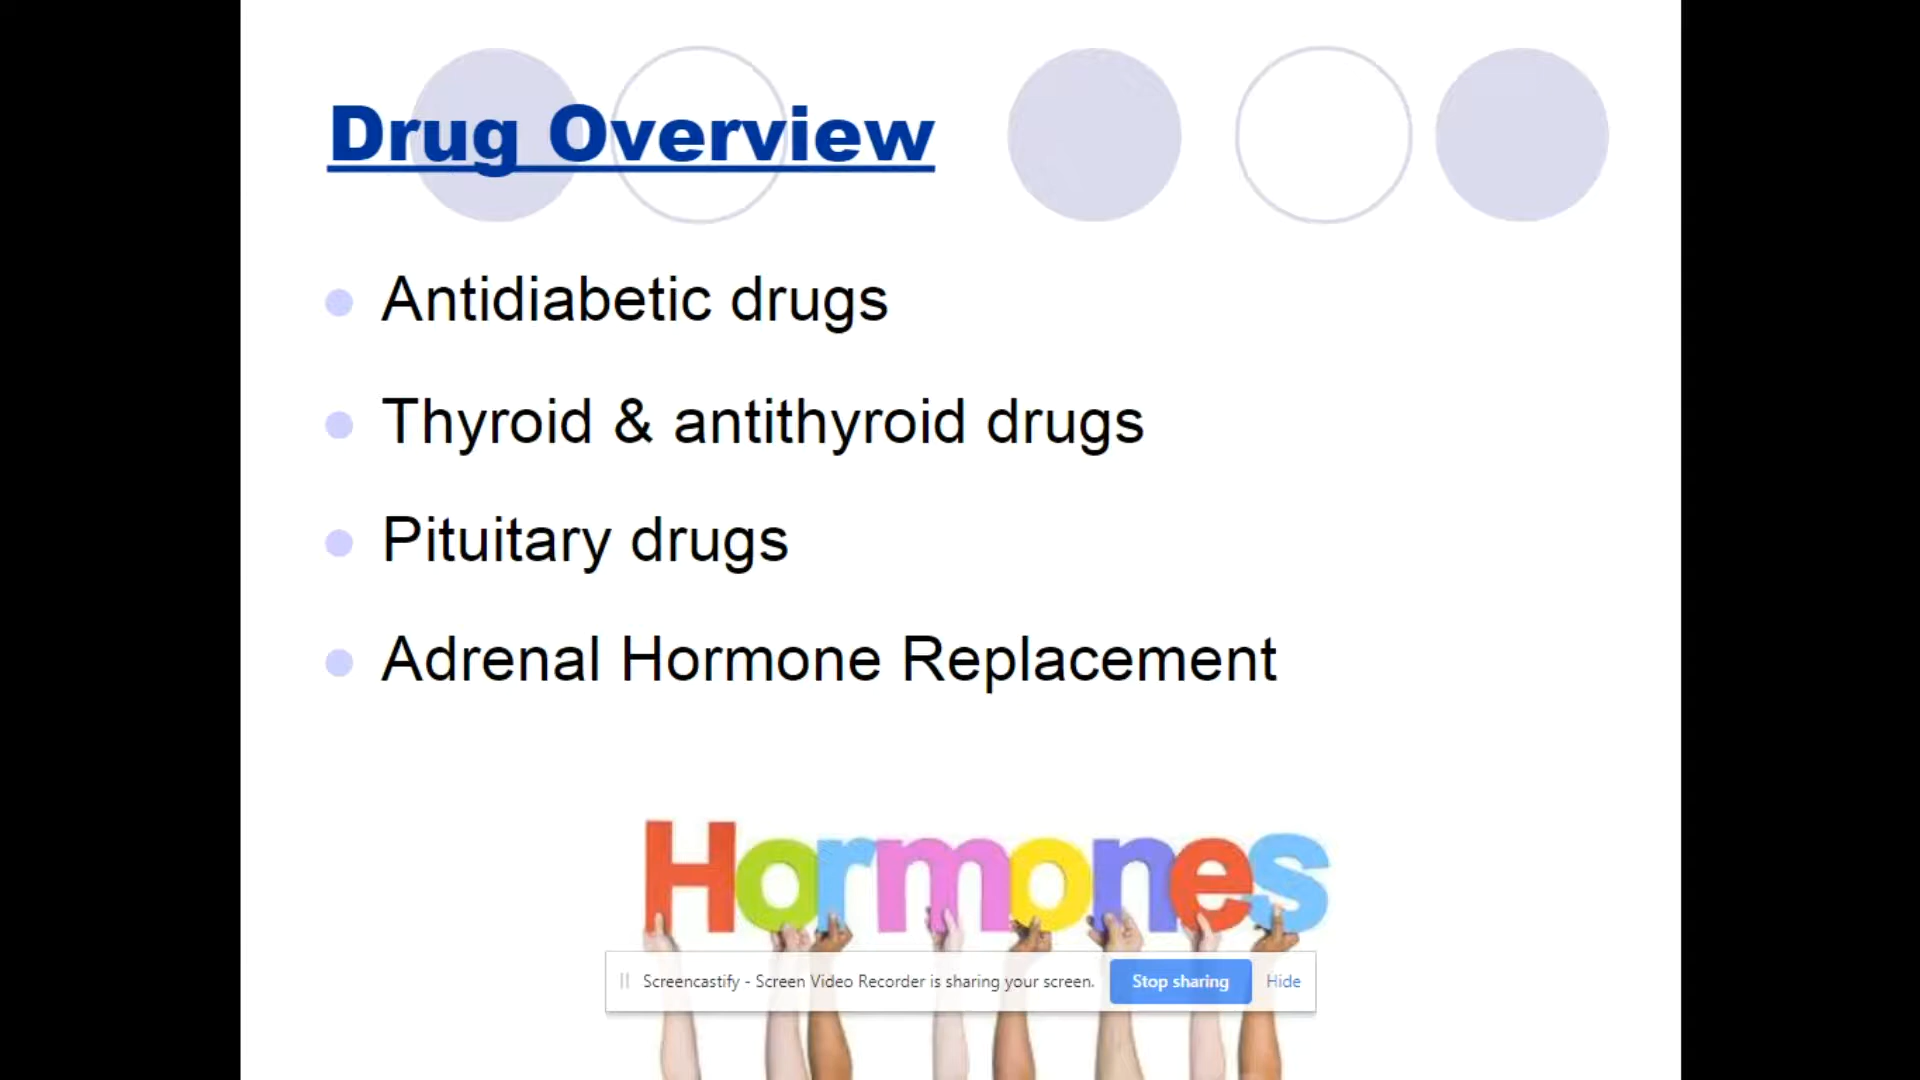 Drug Overview
Antidiabetic drugs
Thyroid & antithyroid drugs
Pituitary drugs
Adrenal Hormone Replacement
Hormones
Screencastify - Screen Video Recorder is sharing your screen. Stop sharing Hide